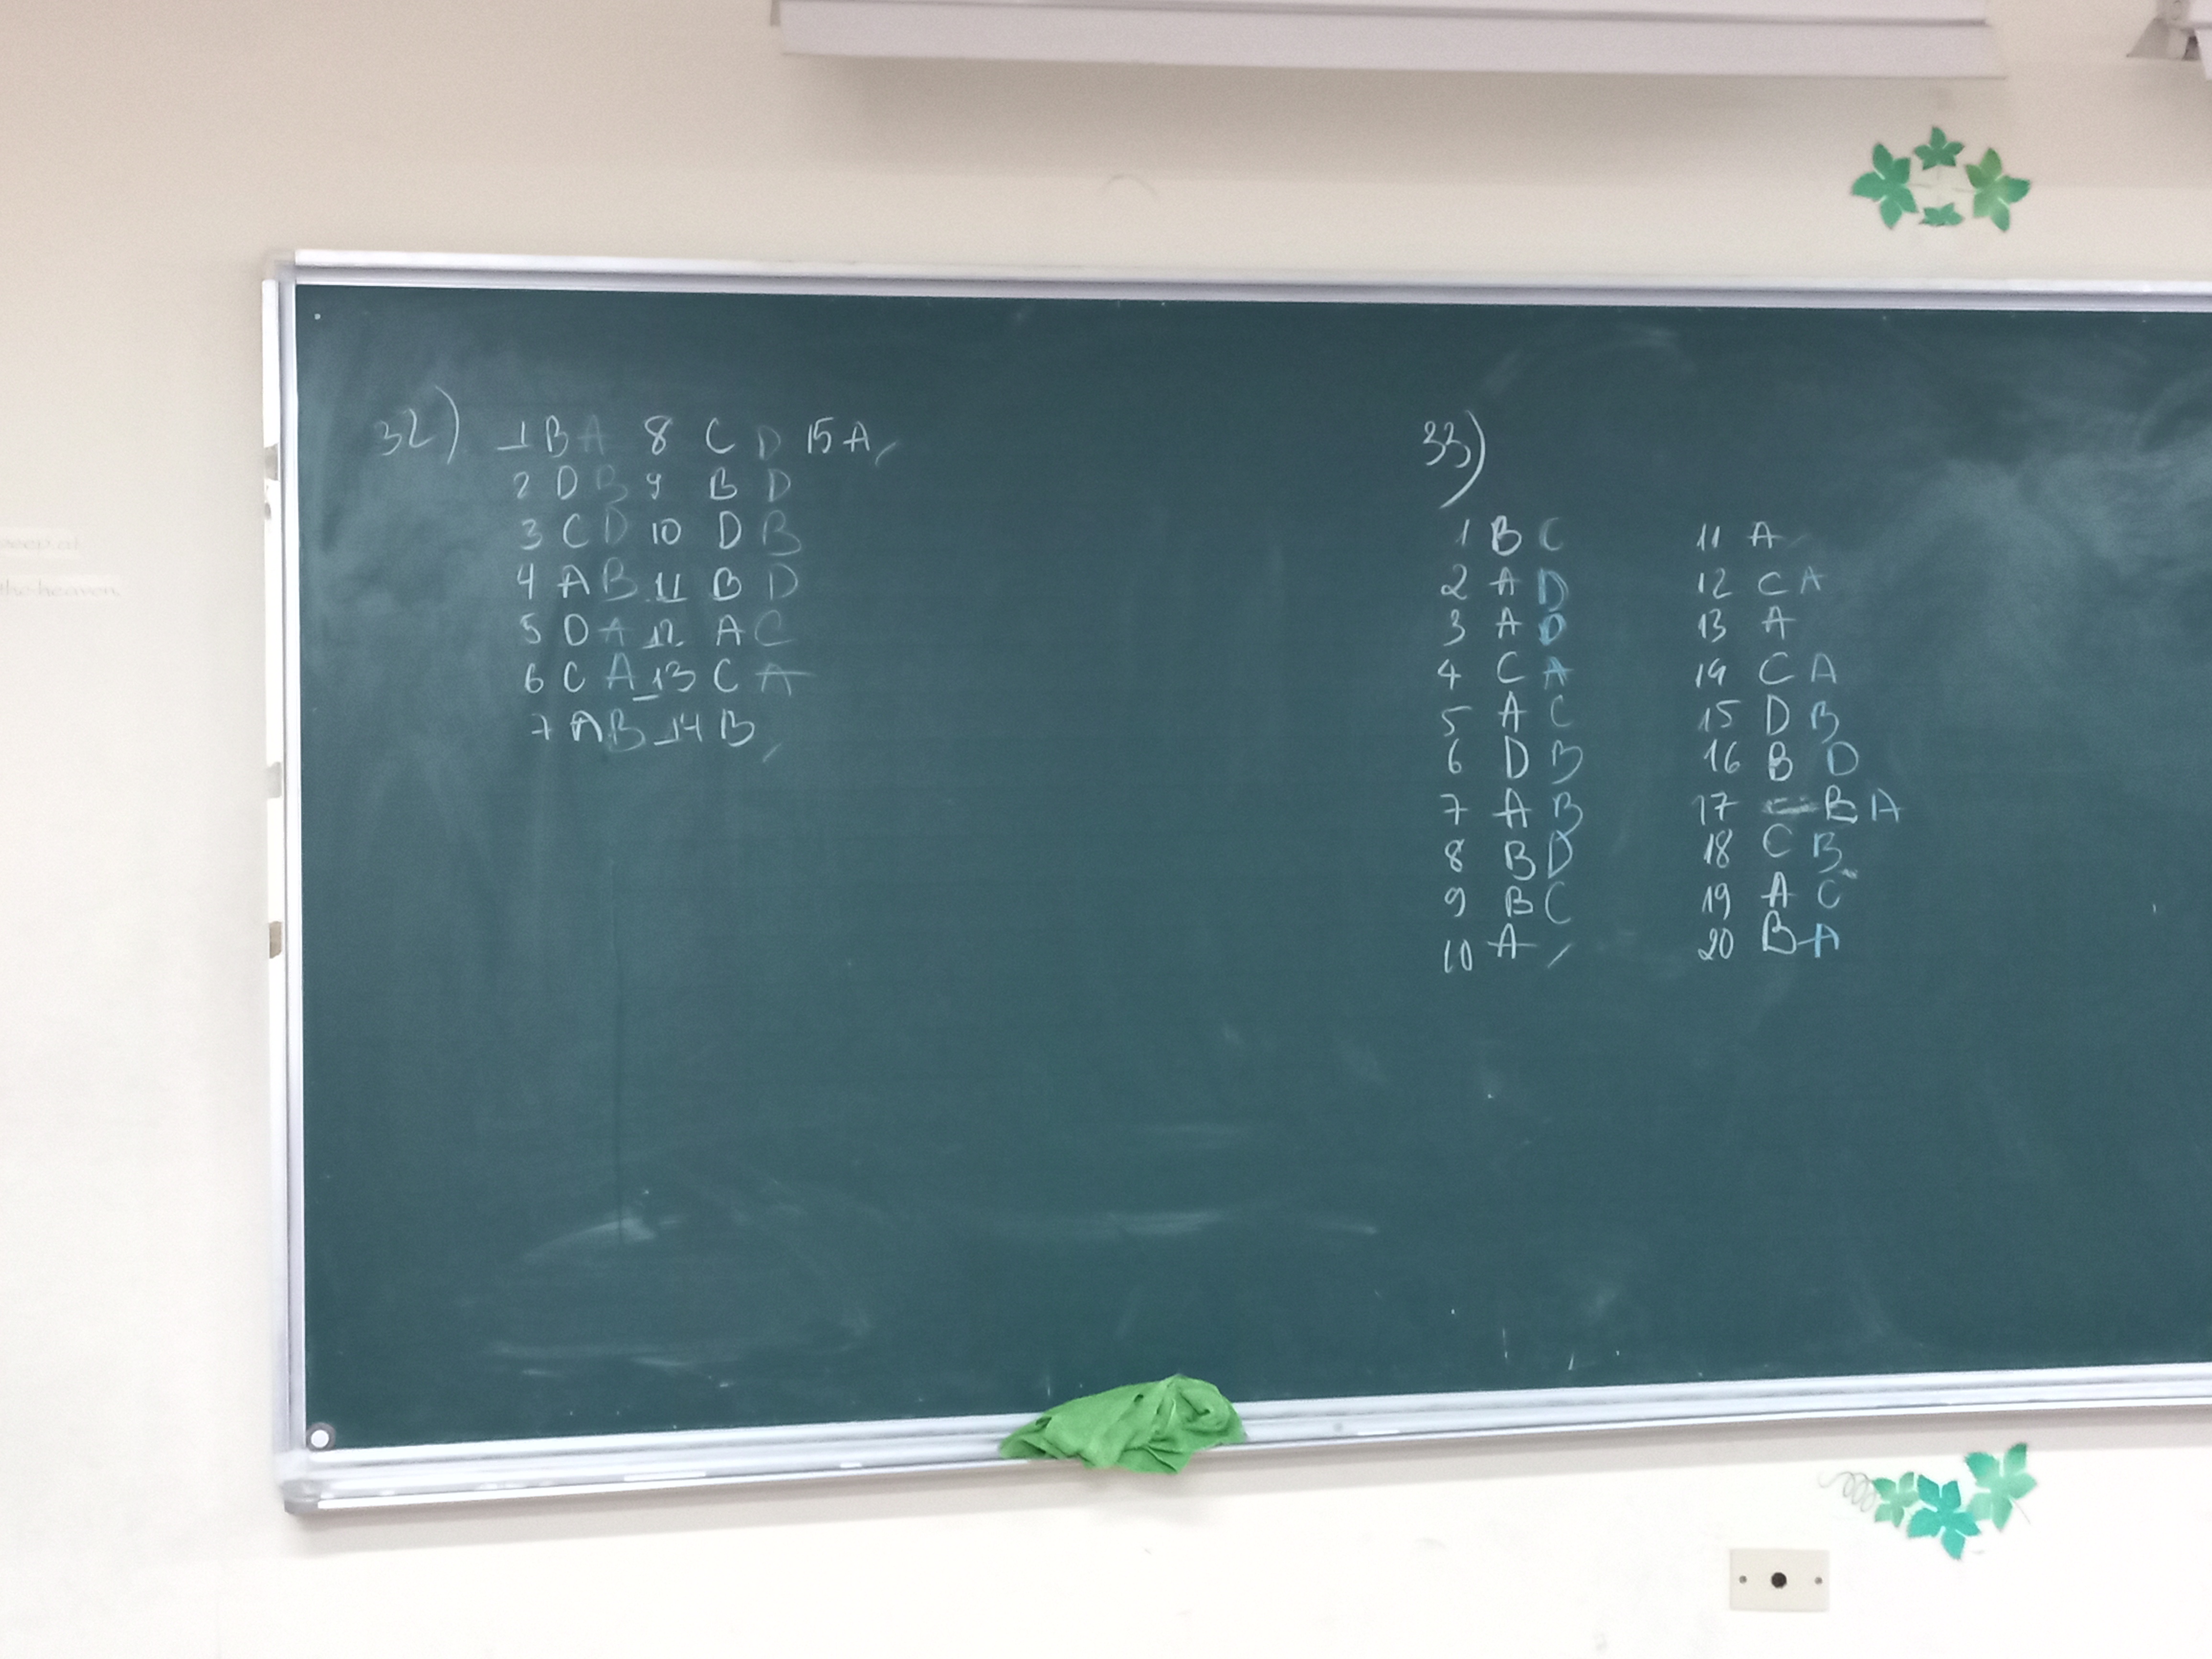 32) 1 B A 8 C D 15 A
2 D B 9 B D
3 C D 10 D B
4 A B 11 B D
5 D A 12 A C
6 C A 13 C A
7 A B 14 B
33)
1 B C 11 A
2 A D 12 C A
3 A D 13 A
4 C A 14 C A
5 A C 15 D B
6 D B 16 B D
7 A B 17 B A
8 B D 18 C B
9 B C 19 A C
10 A 20 B A
the heaven.